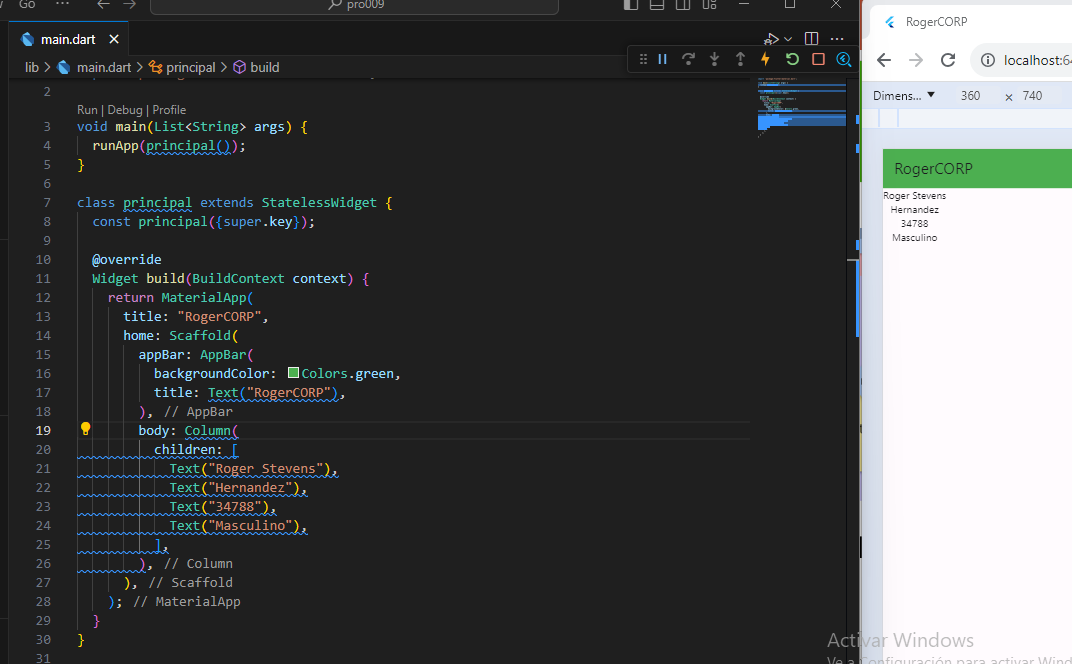 Go ··· ← → pro009
main.dart ×
lib > main.dart > principal > build
2
Run | Debug | Profile
3 void main(List<String> args) {
4 runApp(principal());
5 }
6
7 class principal extends StatelessWidget {
8 const principal({super.key});
9
10 @override
11 Widget build(BuildContext context) {
12 return MaterialApp(
13 title: "RogerCORP",
14 home: Scaffold(
15 appBar: AppBar(
16 backgroundColor: Colors.green,
17 title: Text("RogerCORP"),
18 ), // AppBar
19 body: Column(
20 children: [
21 Text("Roger Stevens"),
22 Text("Hernandez"),
23 Text("34788"),
24 Text("Masculino"),
25 ],
26 ), // Column
27 ), // Scaffold
28 ); // MaterialApp
29 }
30 }
31
RogerCORP
localhost:64
Dimens... ▼ 360 × 740
RogerCORP
Roger Stevens
Hernandez
34788
Masculino
Activar Windows
Ve a Configuración para activar Wind